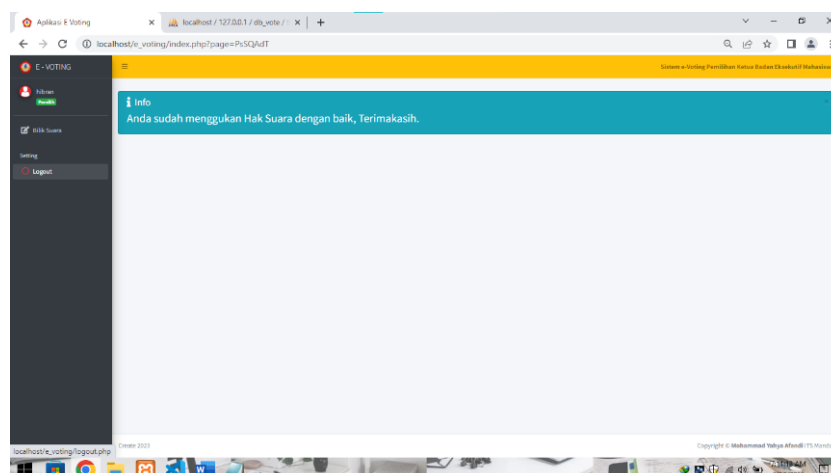 Aplikasi E Voting
localhost / 127.0.0.1 / db_vote /
localhost/e_voting/index.php?page=PsSQAdT
E - VOTING
Sistem e-Voting Pemilihan Ketua Badan Eksekutif Mahasiswa
Pemilih
Info
Anda sudah menggukan Hak Suara dengan baik, Terimakasih.
Bilik Suara
Setting
Logout
Create 2023
Copyright © Mohammad Yahya Afandi ITS Manda
localhost/e_voting/logout.php